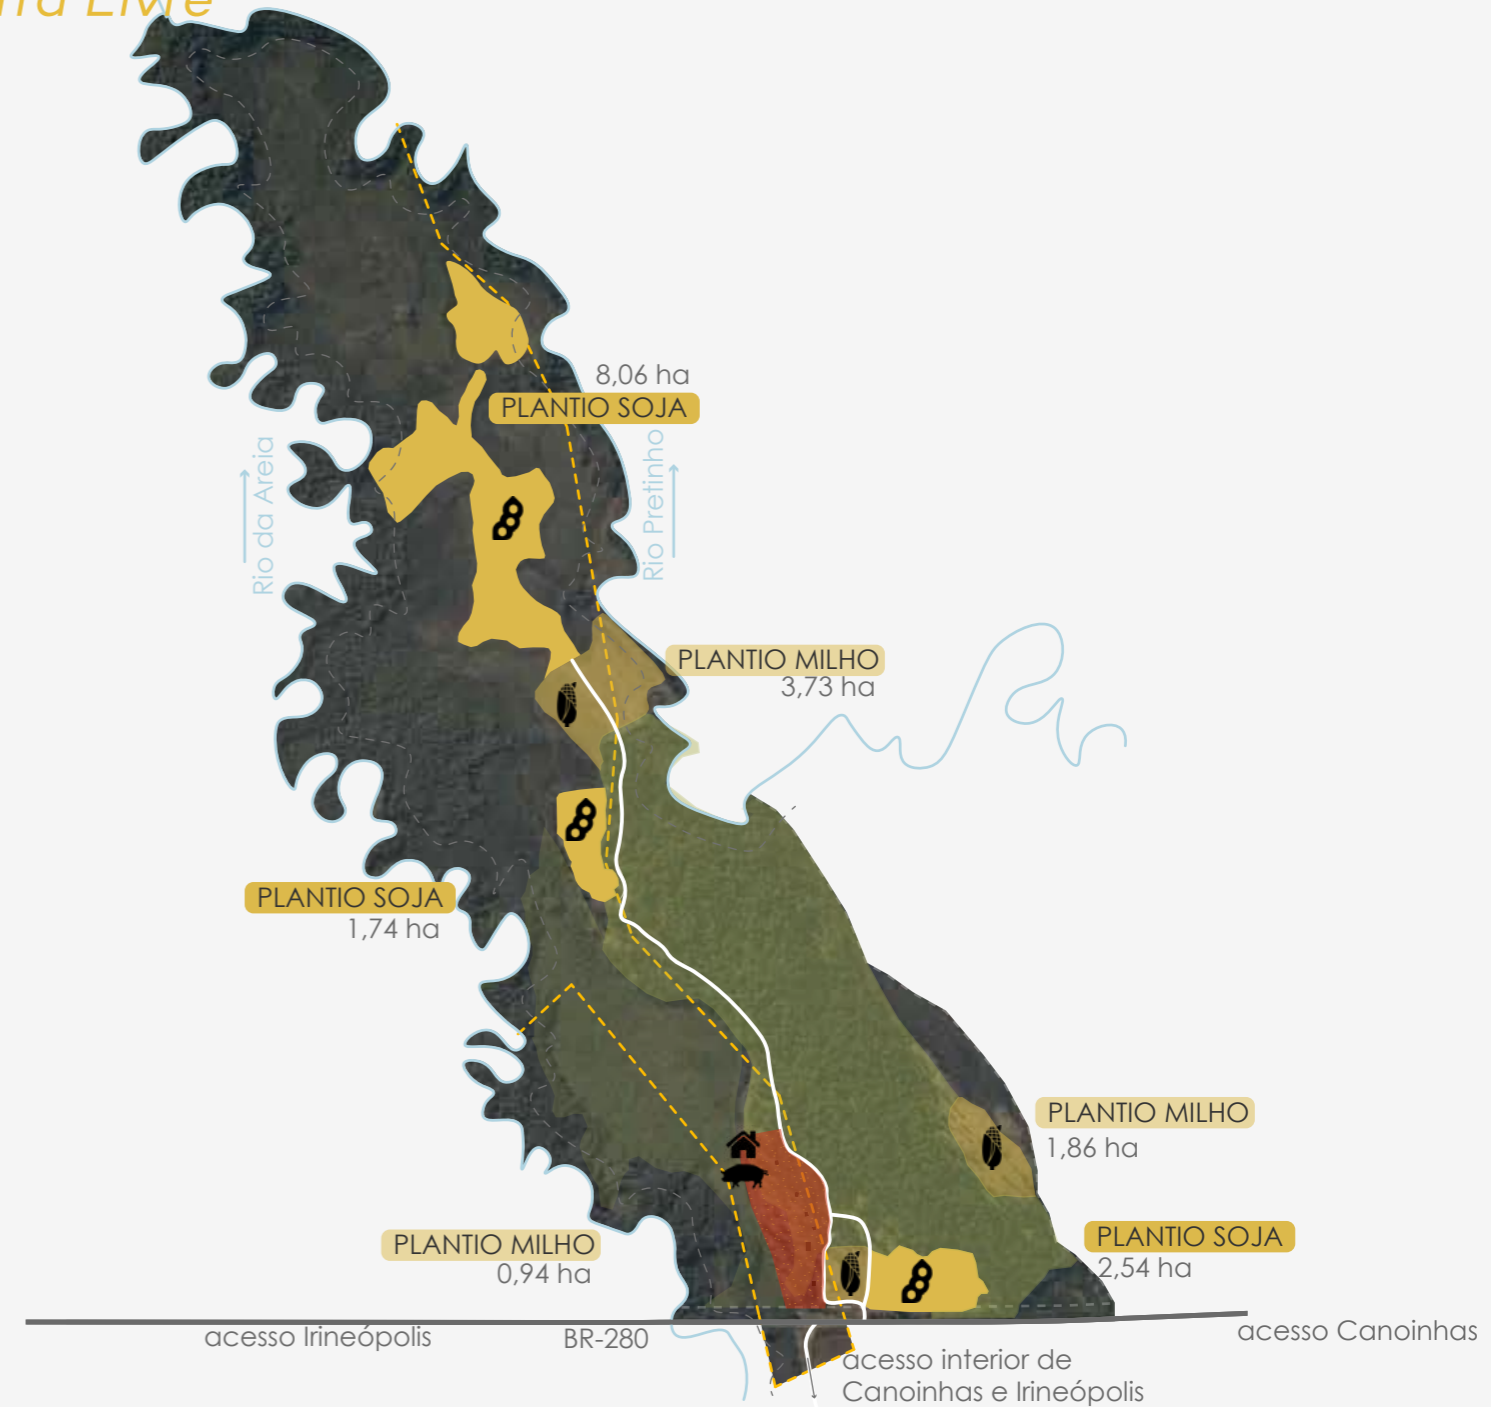 Livre
8,06 ha
PLANTIO SOJA
Rio da Areia
Rio Pretinho
PLANTIO MILHO
3,73 ha
PLANTIO SOJA
1,74 ha
PLANTIO MILHO
1,86 ha
PLANTIO SOJA
2,54 ha
PLANTIO MILHO
0,94 ha
acesso Irineópolis
BR-280
acesso Canoinhas
acesso interior de
Canoinhas e Irineópolis